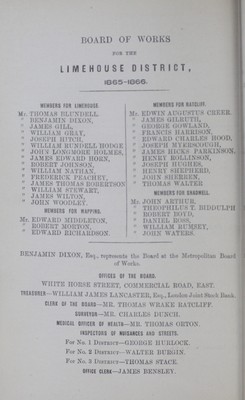 BOARD OF WORKS
FOR THE
LIMEHOUSE DISTRICT,
1865-1866.
MEMBERS FOR LIMEHOUSE.
Mr. THOMAS BLUNDELL.
" BENJAMIN DIXON,
" JAMES GILL,
" WILLIAM GRAY,
" JOSEPH HITCH,
" WILLIAM RUNDELL HODGE
" JOHN LONGMORE HOLMES,
" JAMES EDWARD HORN,
" ROBERT JOHNSON,
" WILLIAM NATHAN,
" FREDERICK PEACHEY,
" JAMES THOMAS ROBERTSON
" WILLIAM STEWART,
" JAMES WILTON,
" JOHN WOODLEY.
MEMBERS FOR WAPPING.
Mr. EDWARD MIDDLETON,
" ROBERT MORTON,
" EDWARD RICHARDSON.
MEMBERS FOR RATCLIFF.
Mr. EDWIN AUGUSTUS CREER.
" JAMES GILRUTH,
" GEORGE GOWLAND,
" FRANCIS HARRISON,
" EDWARD CHARLES HOOD,
" JOSEPH MYERSCOUGH,
" JAMES HICKS PARKINSON,
" HENRY ROLLINSON,
" JOSEPH HUGHES,
" HENRY SHEPHERD,
" JOHN SHERREN,
" THOMAS WALTER
MEMBERS FOR SHADWELL.
Mr. JOHN ARTHUR,
" THEOPHILUS T. BIDDULPH
" ROBERT BOYD,
" DANIEL ROSS,
" WILLIAM RUMSEY,
" JOHN WATERS.
BENJAMIN DIXON, Esq., represents the Board at the Metropolitan Board
of Works.
OFFICES OF THE BOARD.
WHITE HORSE STREET, COMMERCIAL ROAD, EAST.
TREASURER—WILLIAM JAMES LANCASTER, Esq., London Joint Stock Bank.
CLERK OF THE BOARD—MR. THOMAS WRAKE RATCLIFF.
SURVEYOR—MR. CHARLES DUNCH.
MEDICAL OFFICER OF HEALTH—MR. THOMAS ORTON.
INSPECTORS OF NUISANCES AND STREETS.
For No. 1 District—GEORGE HURLOCK.
For No. 2 District—WALTER BURGIN.
For No. 3 District—THOMAS STACE.
OFFICE CLERK—JAMES BENSLEY.